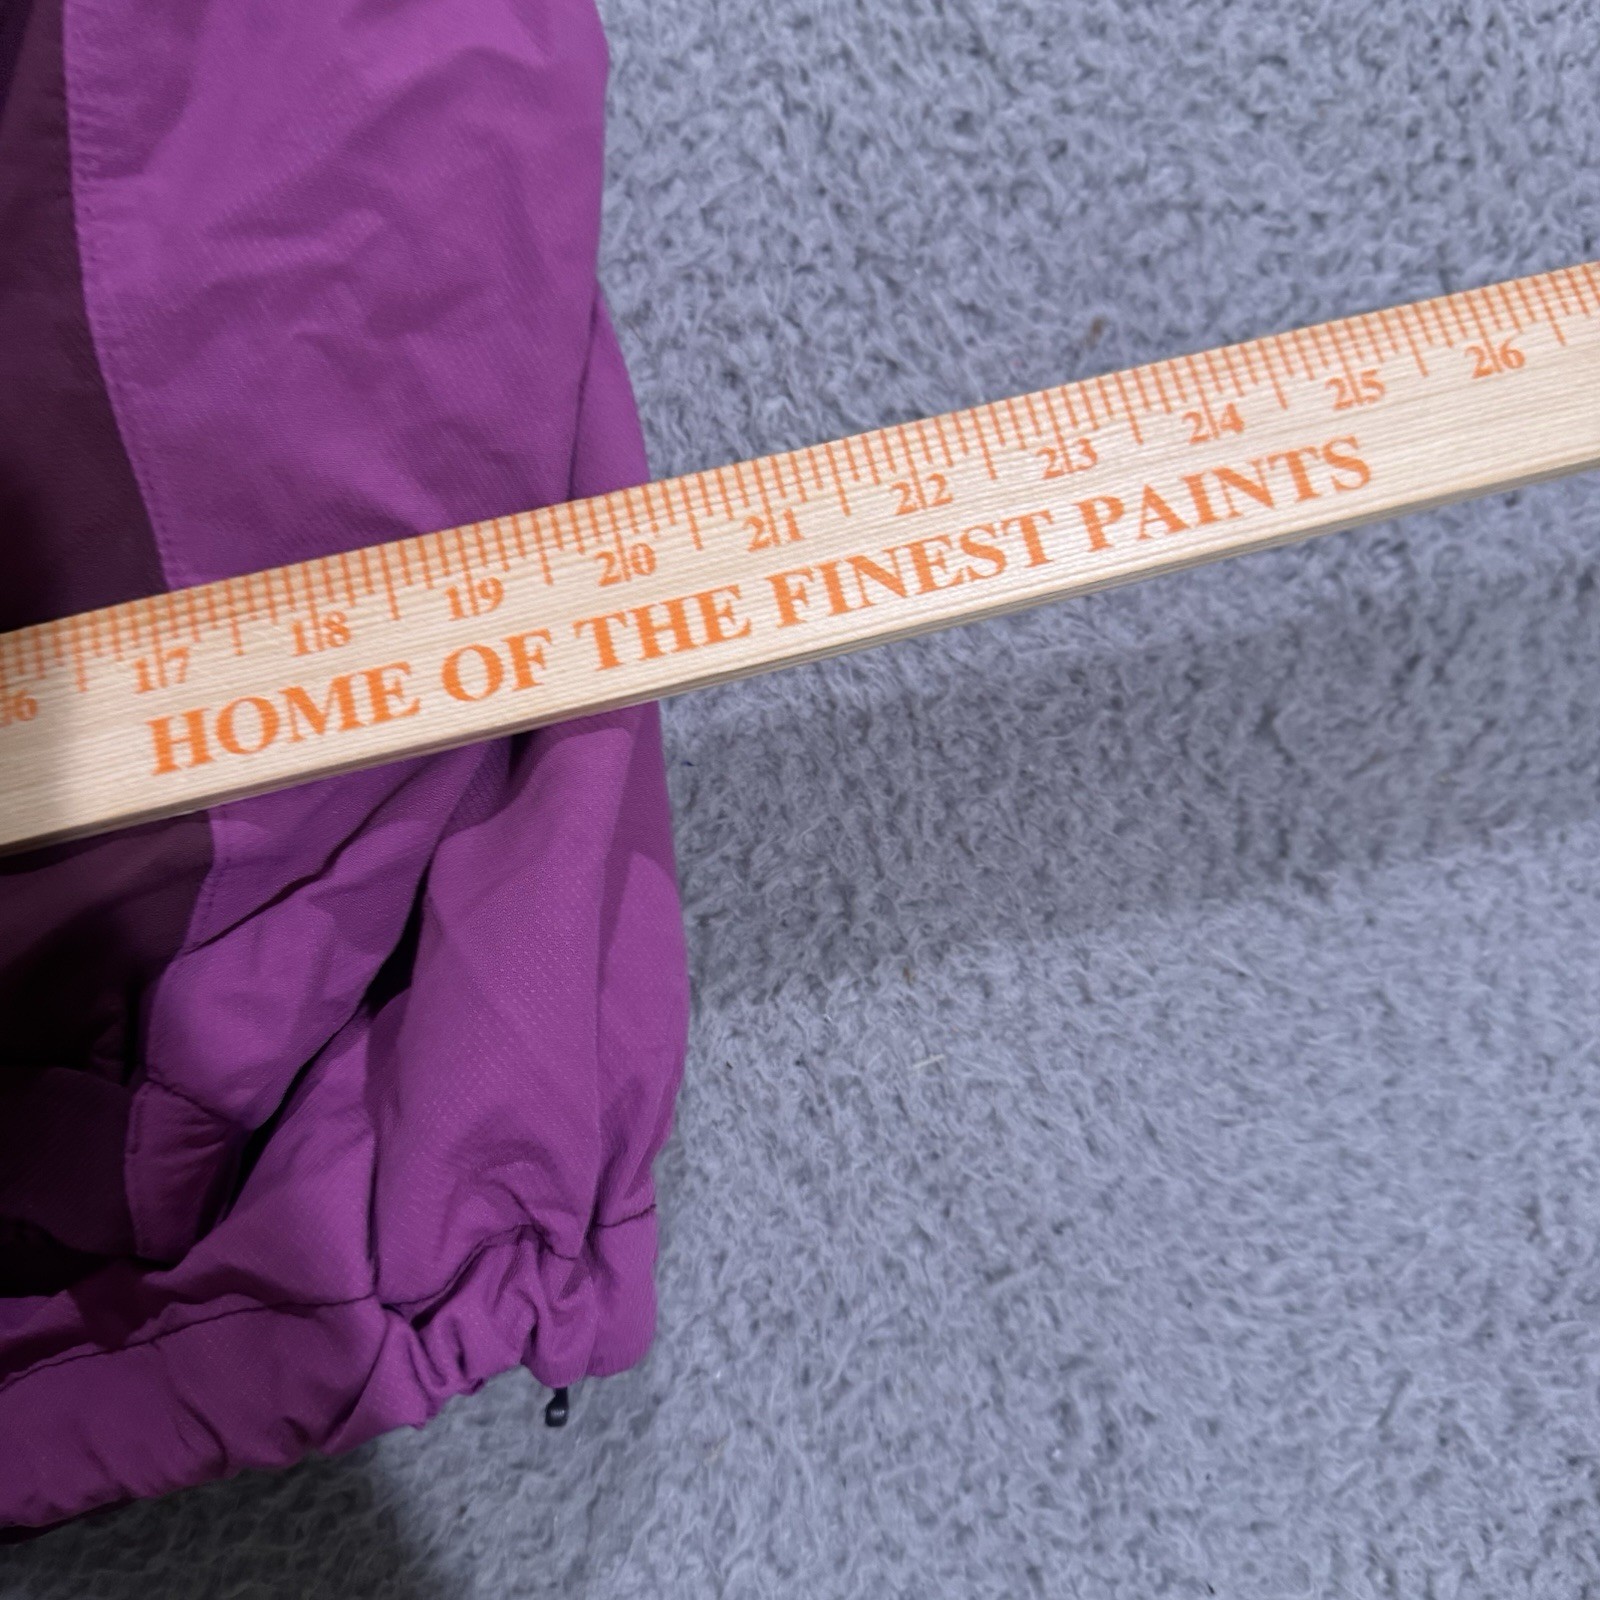 16 17 18 19 20 21 22 23 24 25 26
HOME OF THE FINEST PAINTS